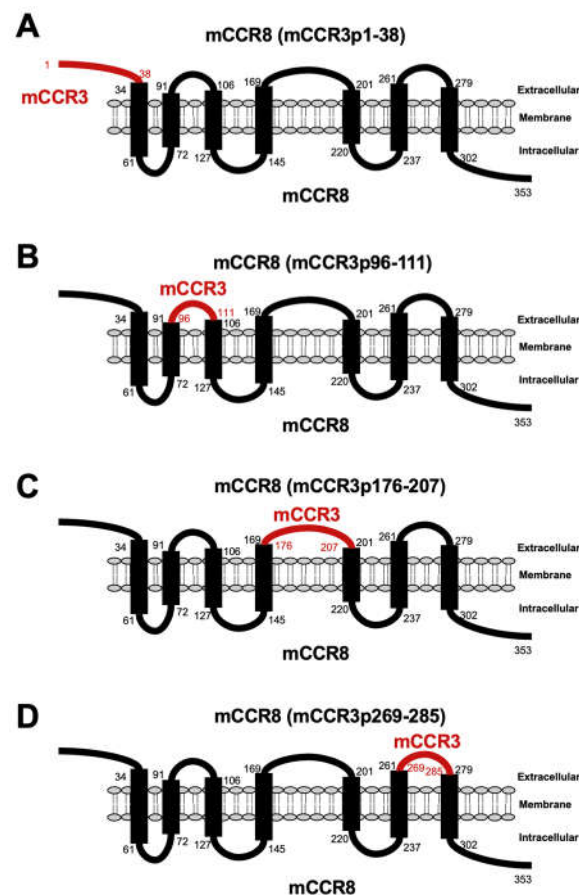 A
mCCR8 (mCCR3p1-38)
1
38
34
91
106
169
201
261
279
Extracellular
mCCR3
Membrane
Intracellular
61
72
127
145
220
237
302
353
mCCR8
B
mCCR8 (mCCR3p96-111)
mCCR3
34
91
96
111
106
169
201
261
279
Extracellular
Membrane
Intracellular
61
72
127
145
220
237
302
353
mCCR8
C
mCCR8 (mCCR3p176-207)
mCCR3
34
91
106
169
176
207
201
261
279
Extracellular
Membrane
Intracellular
61
72
127
145
220
237
302
353
mCCR8
D
mCCR8 (mCCR3p269-285)
mCCR3
34
91
106
169
201
261
269
285
279
Extracellular
Membrane
Intracellular
61
72
127
145
220
237
302
353
mCCR8